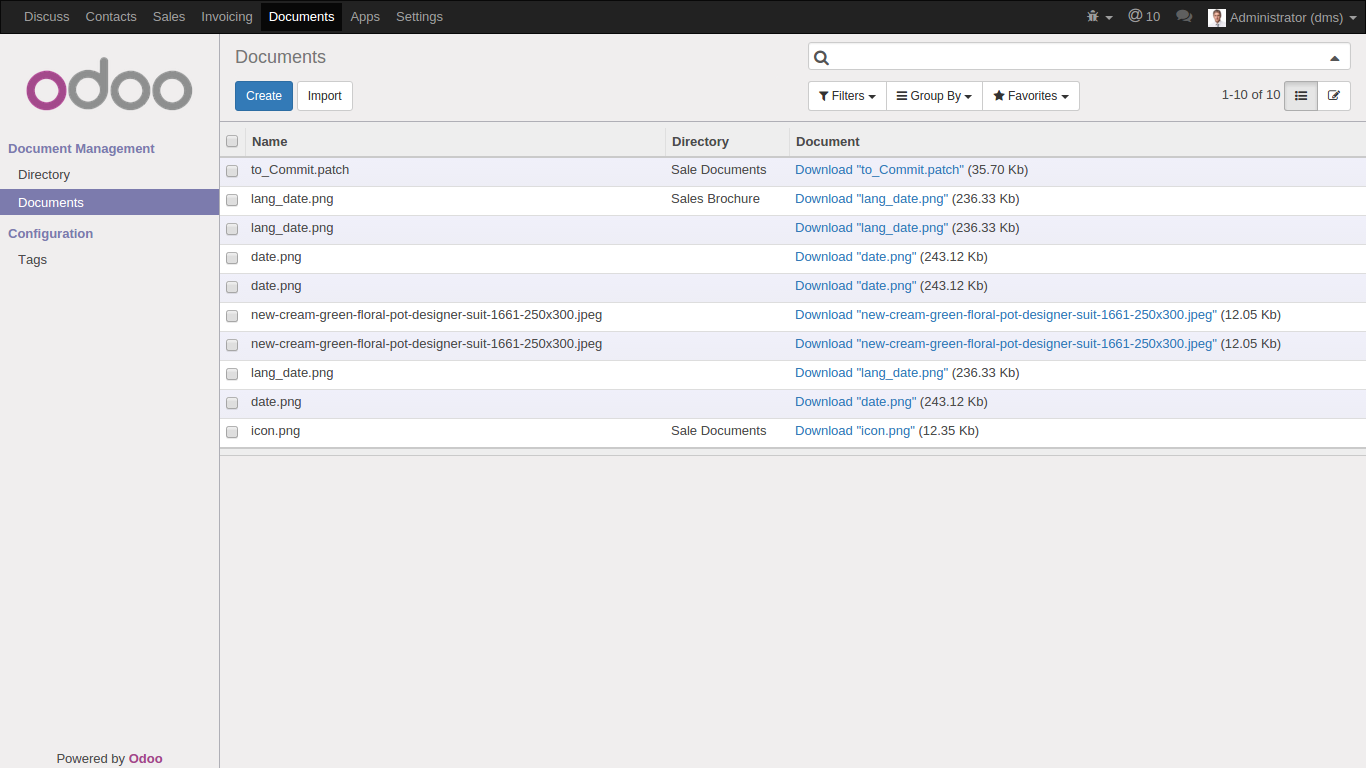 Discuss Contacts Sales Invoicing Documents Apps Settings @ 10 Administrator (dms)
odoo
Documents
Create Import Filters Group By Favorites 1-10 of 10
Document Management
Directory
Documents
Configuration
Tags
Name Directory Document
to_Commit.patch Sale Documents Download "to_Commit.patch" (35.70 Kb)
lang_date.png Sales Brochure Download "lang_date.png" (236.33 Kb)
lang_date.png Download "lang_date.png" (236.33 Kb)
date.png Download "date.png" (243.12 Kb)
date.png Download "date.png" (243.12 Kb)
new-cream-green-floral-pot-designer-suit-1661-250x300.jpeg Download "new-cream-green-floral-pot-designer-suit-1661-250x300.jpeg" (12.05 Kb)
new-cream-green-floral-pot-designer-suit-1661-250x300.jpeg Download "new-cream-green-floral-pot-designer-suit-1661-250x300.jpeg" (12.05 Kb)
lang_date.png Download "lang_date.png" (236.33 Kb)
date.png Download "date.png" (243.12 Kb)
icon.png Sale Documents Download "icon.png" (12.35 Kb)
Powered by Odoo